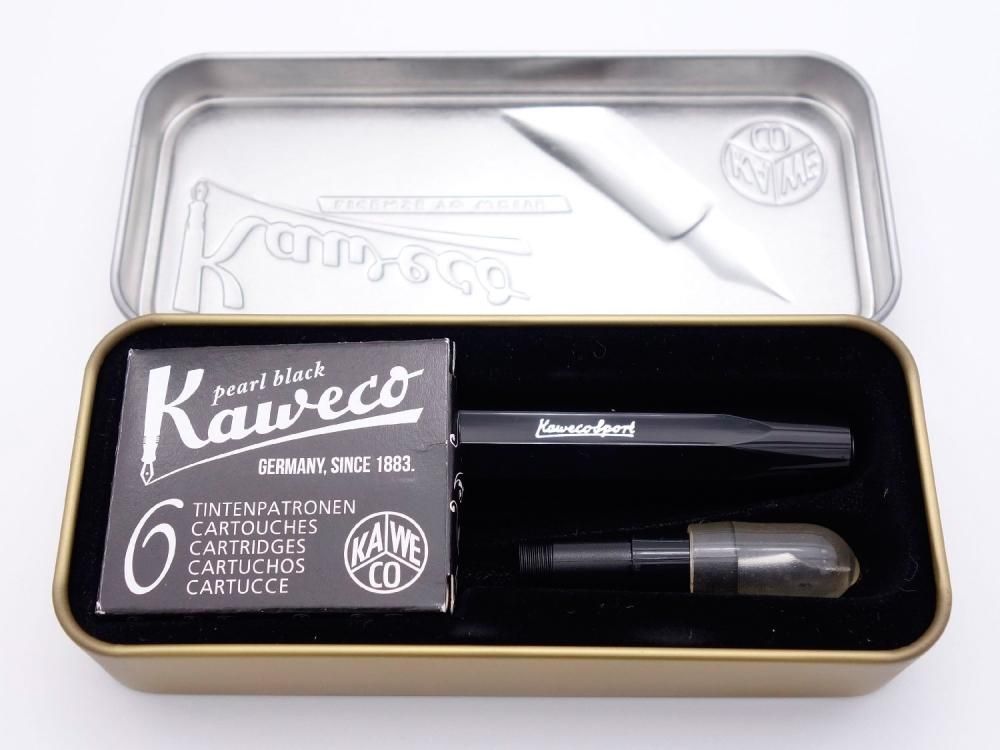 Kaweco
KA WE CO
pearl black
Kaweco
GERMANY, SINCE 1883.
6
TINTENPATRONEN
CARTOUCHES
CARTRIDGES
CARTUCHOS
CARTUCCE
KA WE
CO
KawecoSport